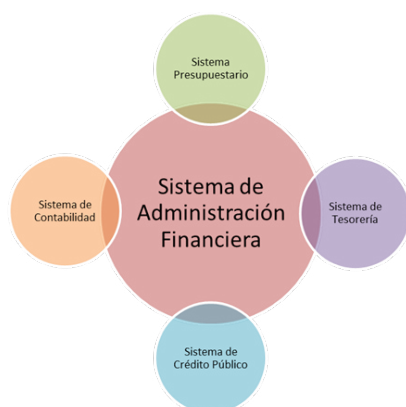 Sistema
Presupuestario
Sistema de
Administración
Financiera
Sistema de
Contabilidad
Sistema de
Tesorería
Sistema de
Crédito Público